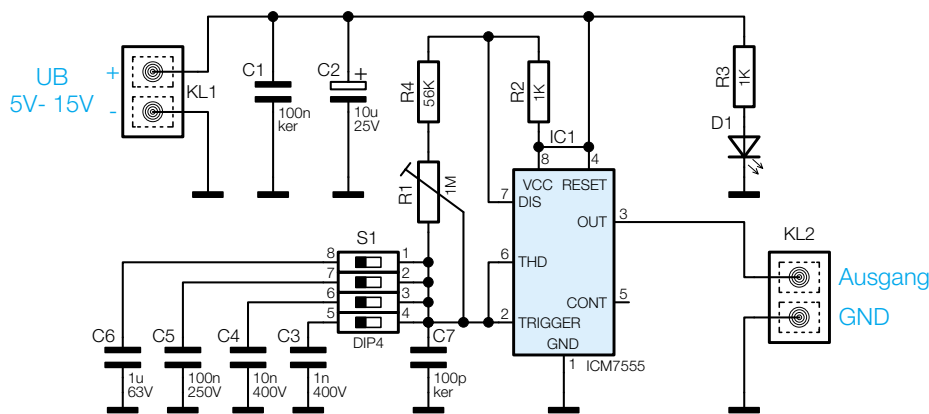 UB
5V- 15V
+
-
KL1
C1
100n
ker
C2
+
10u
25V
R4
56K
R2
1K
R3
1K
D1
IC1
8
4
VCC RESET
7
DIS
OUT
3
R1
1M
S1
8
1
7
2
6
3
5
4
DIP4
6
THD
CONT
5
2
TRIGGER
GND
1
ICM7555
KL2
Ausgang
GND
C6
1u
63V
C5
100n
250V
C4
10n
400V
C3
1n
400V
C7
100p
ker